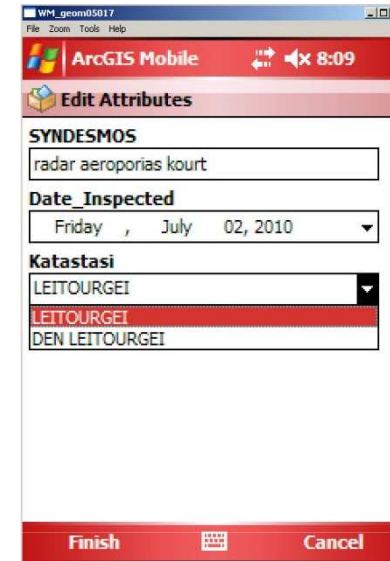 WM_geom05017
File Zoom Tools Help
ArcGIS Mobile 8:09
Edit Attributes
SYNDESMOS
radar aeroporias kourt
Date_Inspected
Friday , July 02, 2010
Katastasi
LEITOURGEI
LEITOURGEI
DEN LEITOURGEI
Finish Cancel